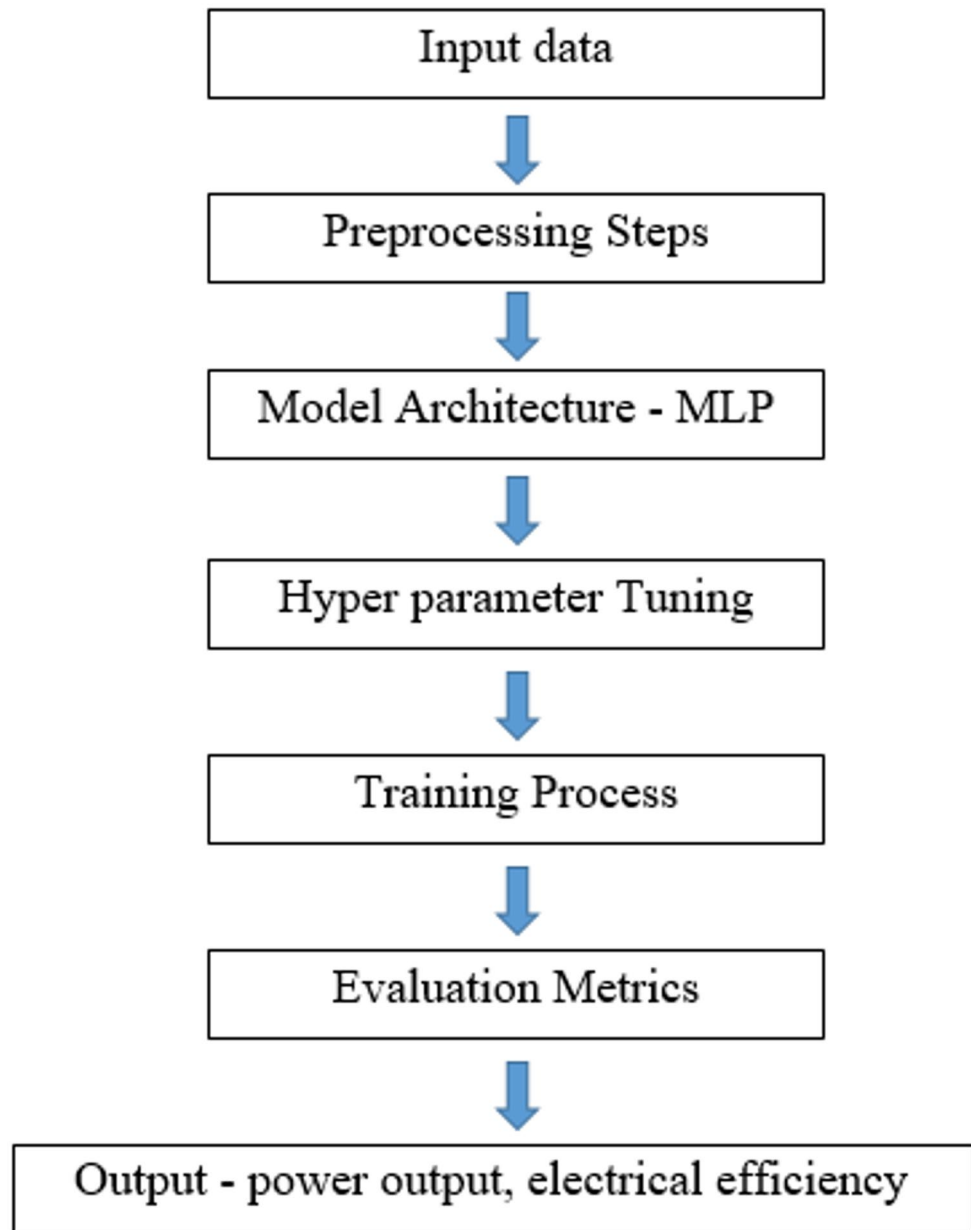 Input data
Preprocessing Steps
Model Architecture - MLP
Hyper parameter Tuning
Training Process
Evaluation Metrics
Output - power output, electrical efficiency